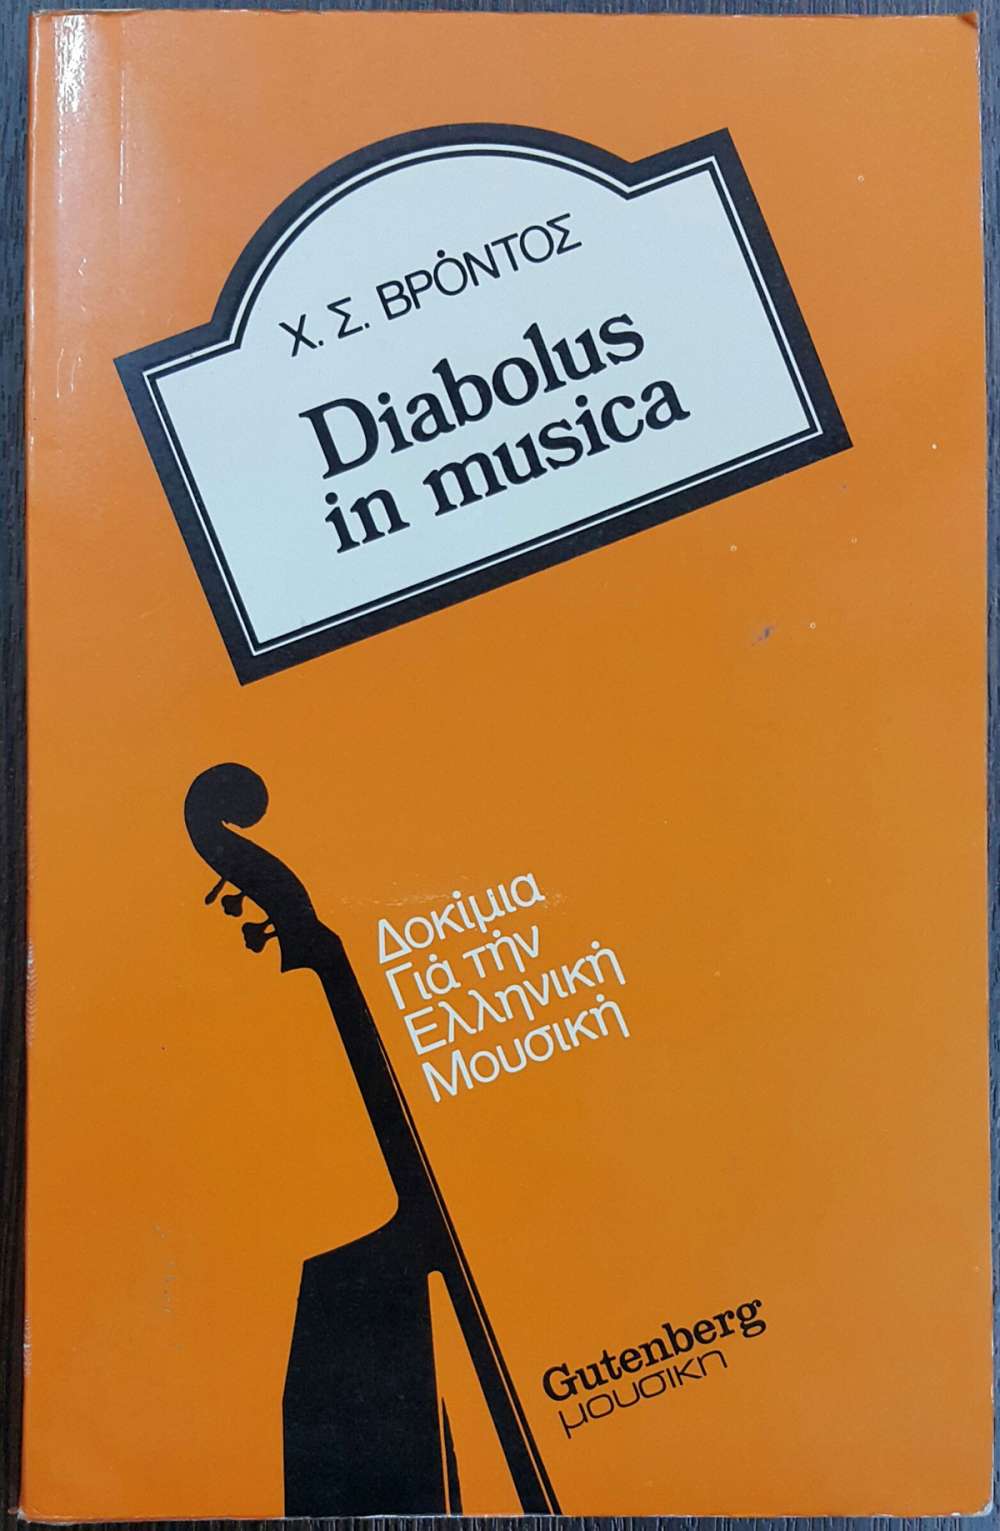 Χ. Σ. ΒΡΟΝΤΟΣ
Diabolus
in musica
Δοκίμια
Γιά τήν
Ελληνική
Μουσική
Gutenberg
μουσικη